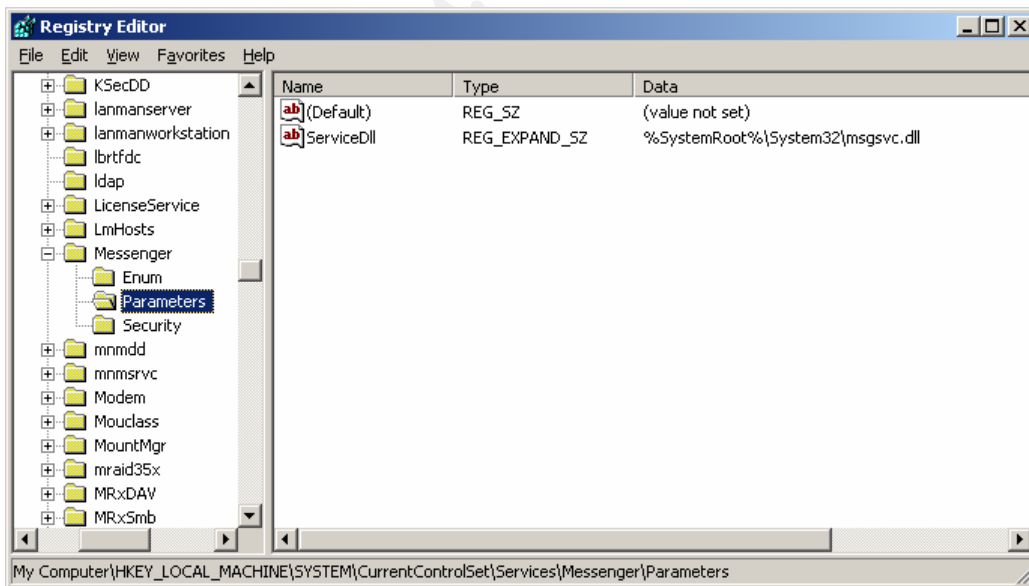 Registry Editor
File Edit View Favorites Help
KSecDD
lanmanserver
lanmanworkstation
lbrtfdc
ldap
LicenseService
LmHosts
Messenger
Enum
Parameters
Security
mnmdd
mnmsrvc
Modem
Mouclass
MountMgr
mraid35x
MRxDAV
MRxSmb
Name Type Data
ab (Default) REG_SZ (value not set)
ab ServiceDll REG_EXPAND_SZ %SystemRoot%\System32\msgsvc.dll
My Computer\HKEY_LOCAL_MACHINE\SYSTEM\CurrentControlSet\Services\Messenger\Parameters